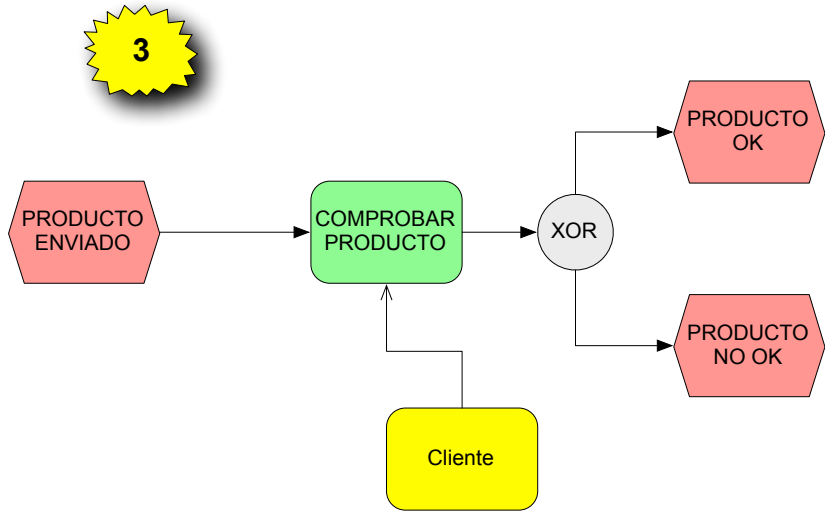 3
PRODUCTO
OK
PRODUCTO
ENVIADO
COMPROBAR
PRODUCTO
XOR
PRODUCTO
NO OK
Cliente